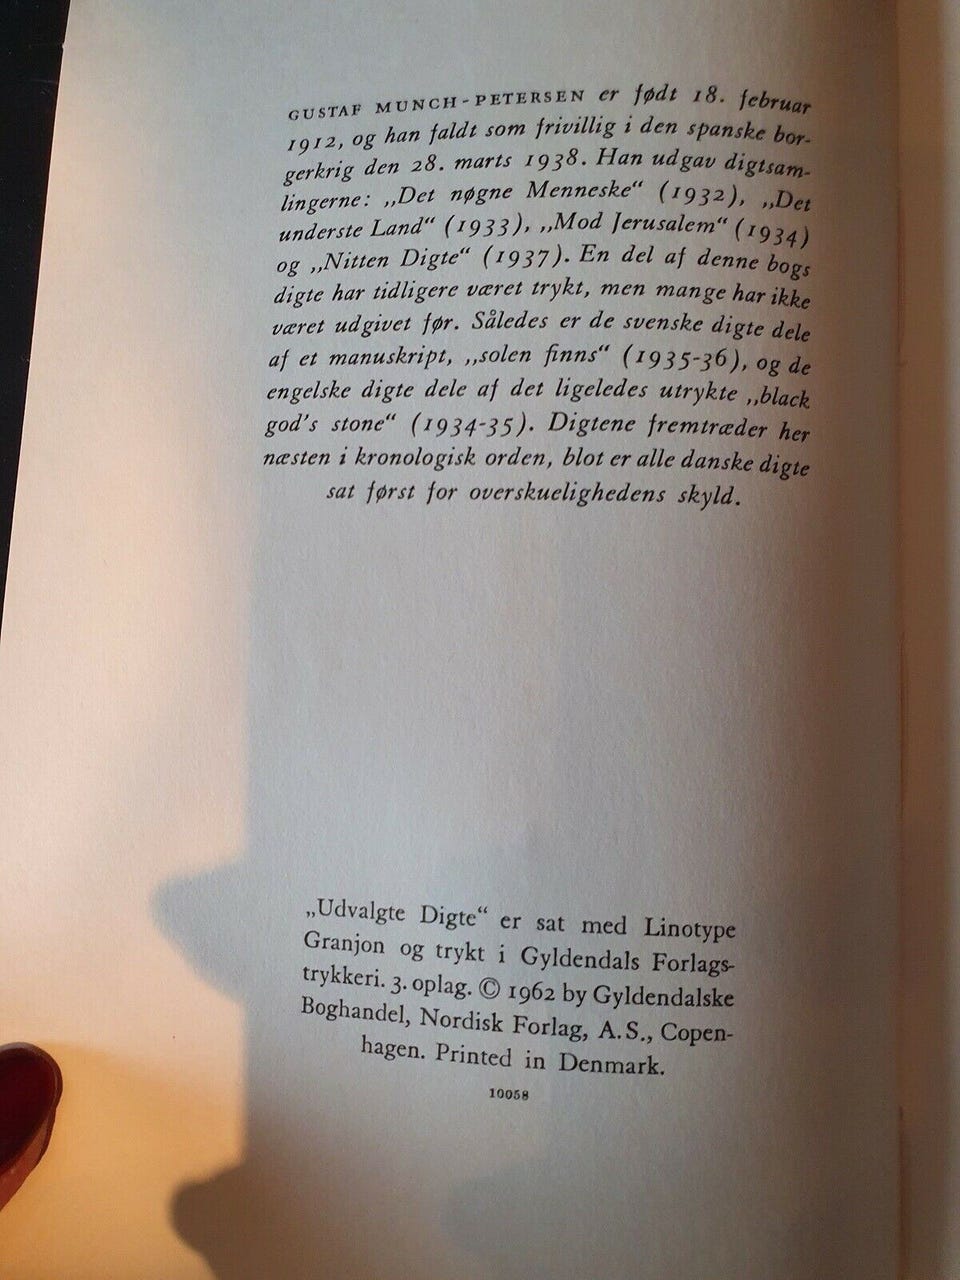 GUSTAF MUNCH-PETERSEN er født 18. februar
1912, og han faldt som frivillig i den spanske bor-
gerkrig den 28. marts 1938. Han udgav digtsam-
lingerne: „Det nøgne Menneske“ (1932), „Det
underste Land“ (1933), „Mod Jerusalem“ (1934)
og „Nitten Digte“ (1937). En del af denne bogs
digte har tidligere været trykt, men mange har ikke
været udgivet før. Således er de svenske digte dele
af et manuskript, „solen finns“ (1935-36), og de
engelske digte dele af det ligeledes utrykte „black
god's stone“ (1934-35). Digtene fremtræder her
næsten i kronologisk orden, blot er alle danske digte
sat først for overskuelighedens skyld.
„Udvalgte Digte“ er sat med Linotype
Granjon og trykt i Gyldendals Forlags-
trykkeri. 3. oplag. © 1962 by Gyldendalske
Boghandel, Nordisk Forlag, A.S., Copen-
hagen. Printed in Denmark.
10058